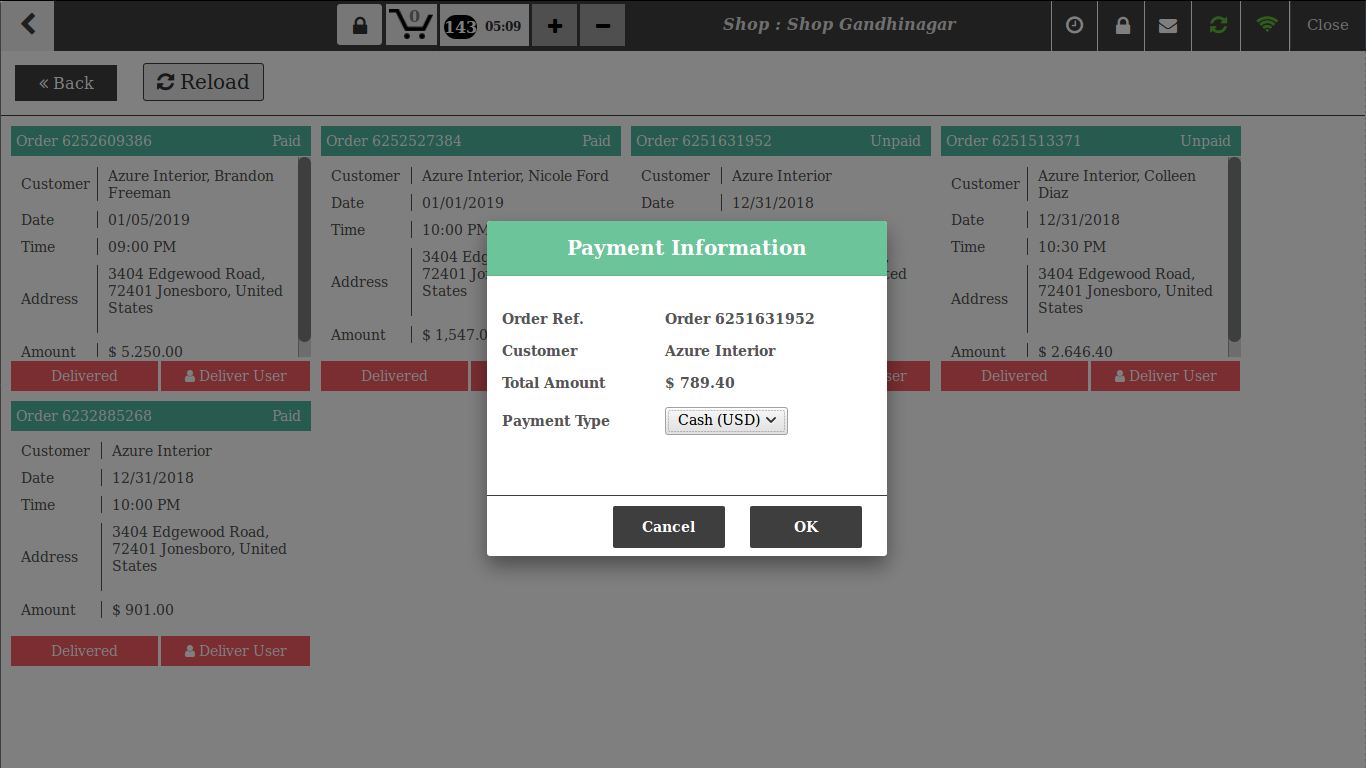 0
143 05:09
Shop : Shop Gandhinagar
Close
« Back
Reload
Order 6252609386 Paid
Customer Azure Interior, Brandon
Freeman
Date 01/05/2019
Time 09:00 PM
Address 3404 Edgewood Road,
72401 Jonesboro, United
States
Amount $ 5,250.00
Delivered Deliver User
Order 6252527384 Paid
Customer Azure Interior, Nicole Ford
Date 01/01/2019
Time 10:00 PM
Address 3404 Edg
72401 Jo
States
Amount $ 1,547.0
Delivered
Order 6251631952 Unpaid
Customer Azure Interior
Date 12/31/2018
Order 6251513371 Unpaid
Customer Azure Interior, Colleen
Diaz
Date 12/31/2018
Time 10:30 PM
Address 3404 Edgewood Road,
72401 Jonesboro, United
States
Amount $ 2,646.40
Delivered Deliver User
Order 6232885268 Paid
Customer Azure Interior
Date 12/31/2018
Time 10:00 PM
Address 3404 Edgewood Road,
72401 Jonesboro, United
States
Amount $ 901.00
Delivered Deliver User
Payment Information
Order Ref. Order 6251631952
Customer Azure Interior
Total Amount $ 789.40
Payment Type Cash (USD)
Cancel OK